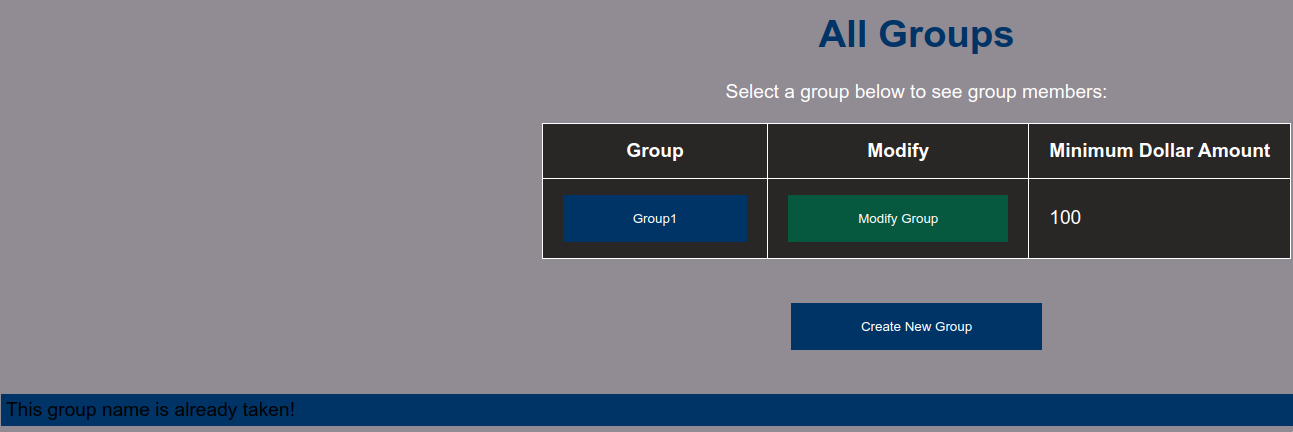 All Groups
Select a group below to see group members:
Group Modify Minimum Dollar Amount
Group1 Modify Group 100
Create New Group
This group name is already taken!